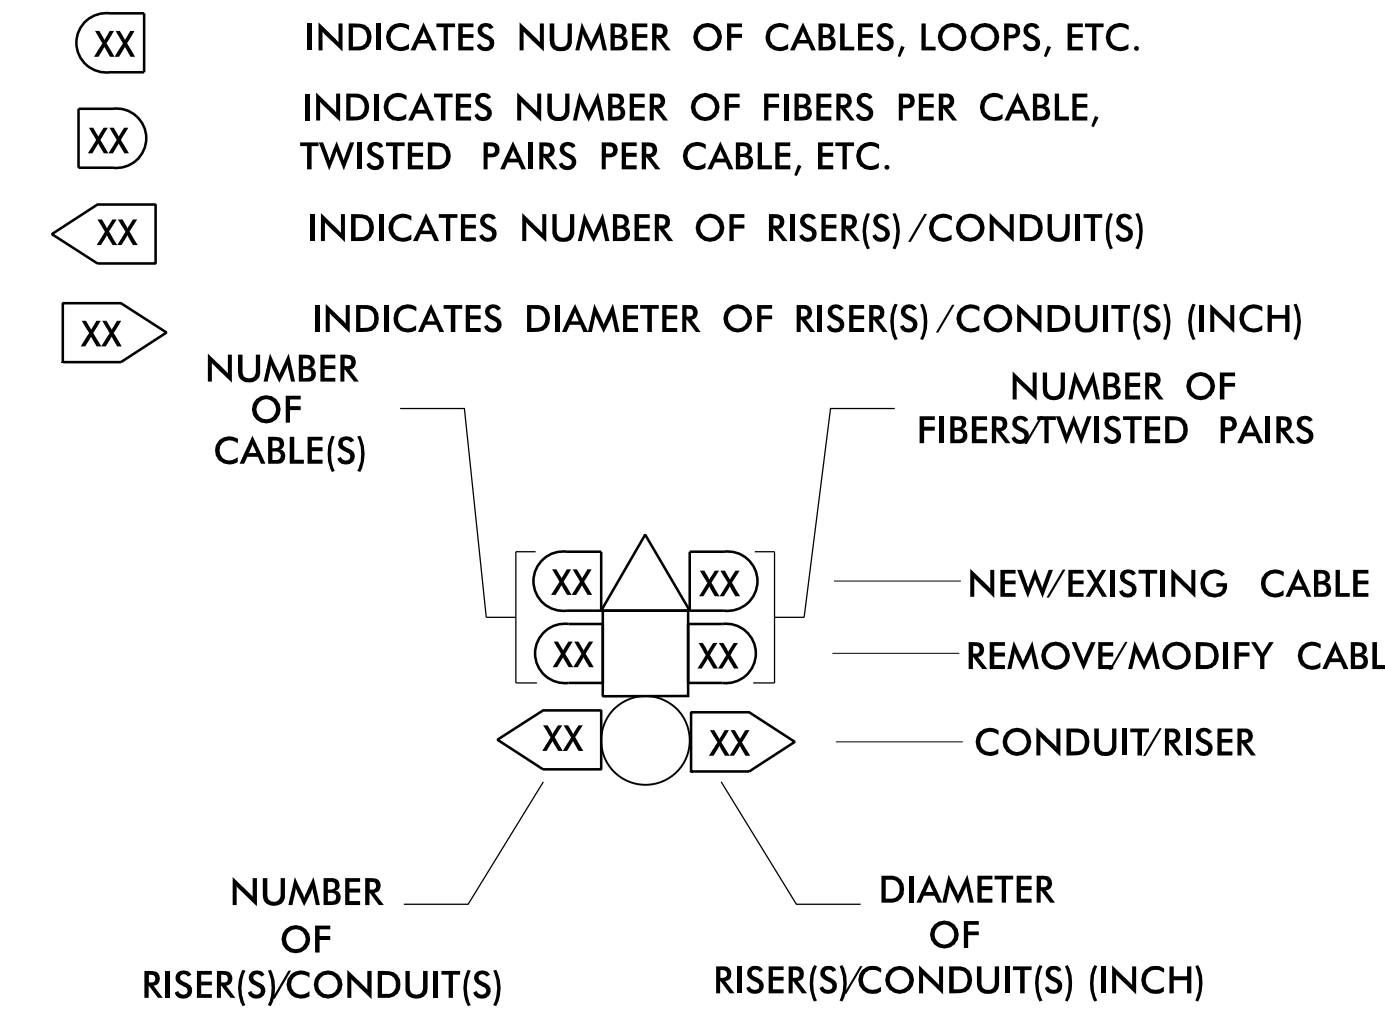 XX INDICATES NUMBER OF CABLES, LOOPS, ETC.
XX INDICATES NUMBER OF FIBERS PER CABLE,
TWISTED PAIRS PER CABLE, ETC.
XX INDICATES NUMBER OF RISER(S)/CONDUIT(S)
XX INDICATES DIAMETER OF RISER(S)/CONDUIT(S) (INCH)
NUMBER
OF
CABLE(S)
NUMBER OF
FIBERS/TWISTED PAIRS
XX XX NEW/EXISTING CABLE
XX XX REMOVE/MODIFY CABL
XX XX CONDUIT/RISER
NUMBER
OF
RISER(S)/CONDUIT(S)
DIAMETER
OF
RISER(S)/CONDUIT(S) (INCH)